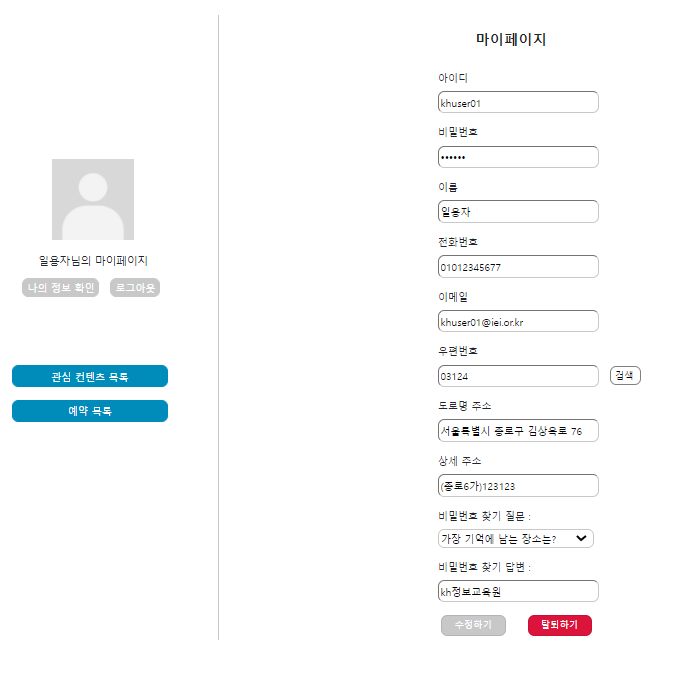 일용자님의 마이페이지
나의 정보 확인 로그아웃
관심 컨텐츠 목록
예약 목록
마이페이지
아이디
khuser01
비밀번호
••••••
이름
일용자
전화번호
01012345677
이메일
khuser01@iei.or.kr
우편번호
03124 검색
도로명 주소
서울특별시 종로구 김상옥로 76
상세 주소
(종로6가)123123
비밀번호 찾기 질문 :
가장 기억에 남는 장소는?
비밀번호 찾기 답변 :
kh정보교육원
수정하기 탈퇴하기